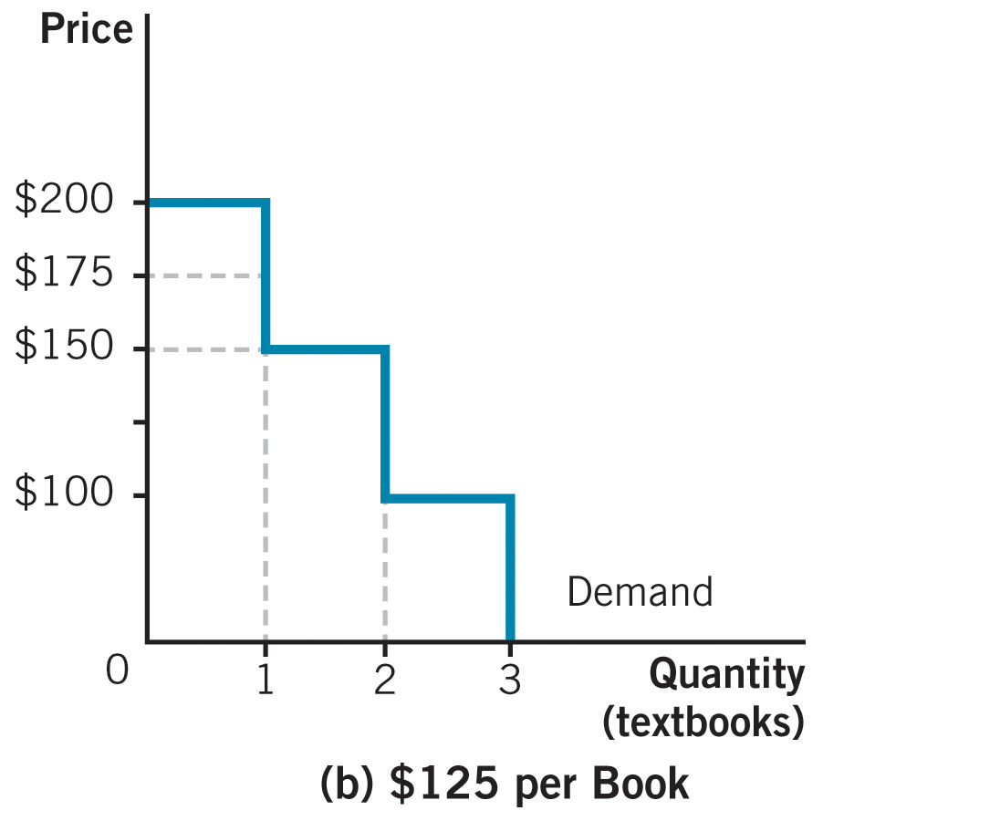 Price
$200
$175
$150
$100
0
1
2
3
Demand
Quantity
(textbooks)
(b) $125 per Book